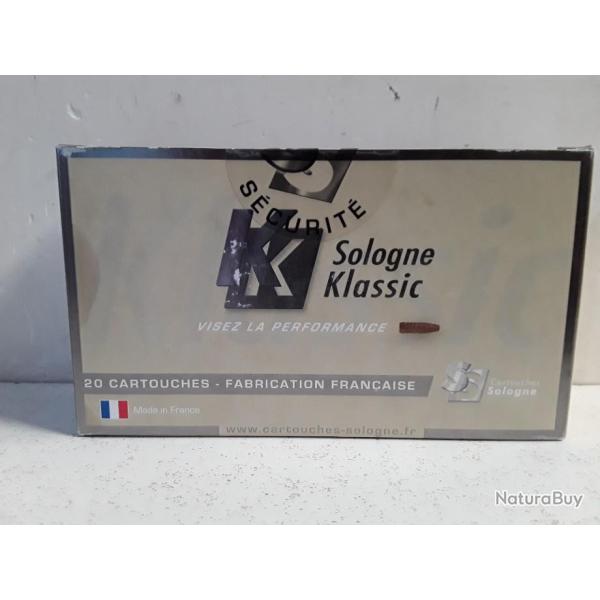 SÉCURITÉ
K
Sologne
Klassic
VISEZ LA PERFORMANCE
20 CARTOUCHES - FABRICATION FRANÇAISE
Cartouches
Sologne
Made in France
www.cartouches-sologne.fr
NaturaBuy